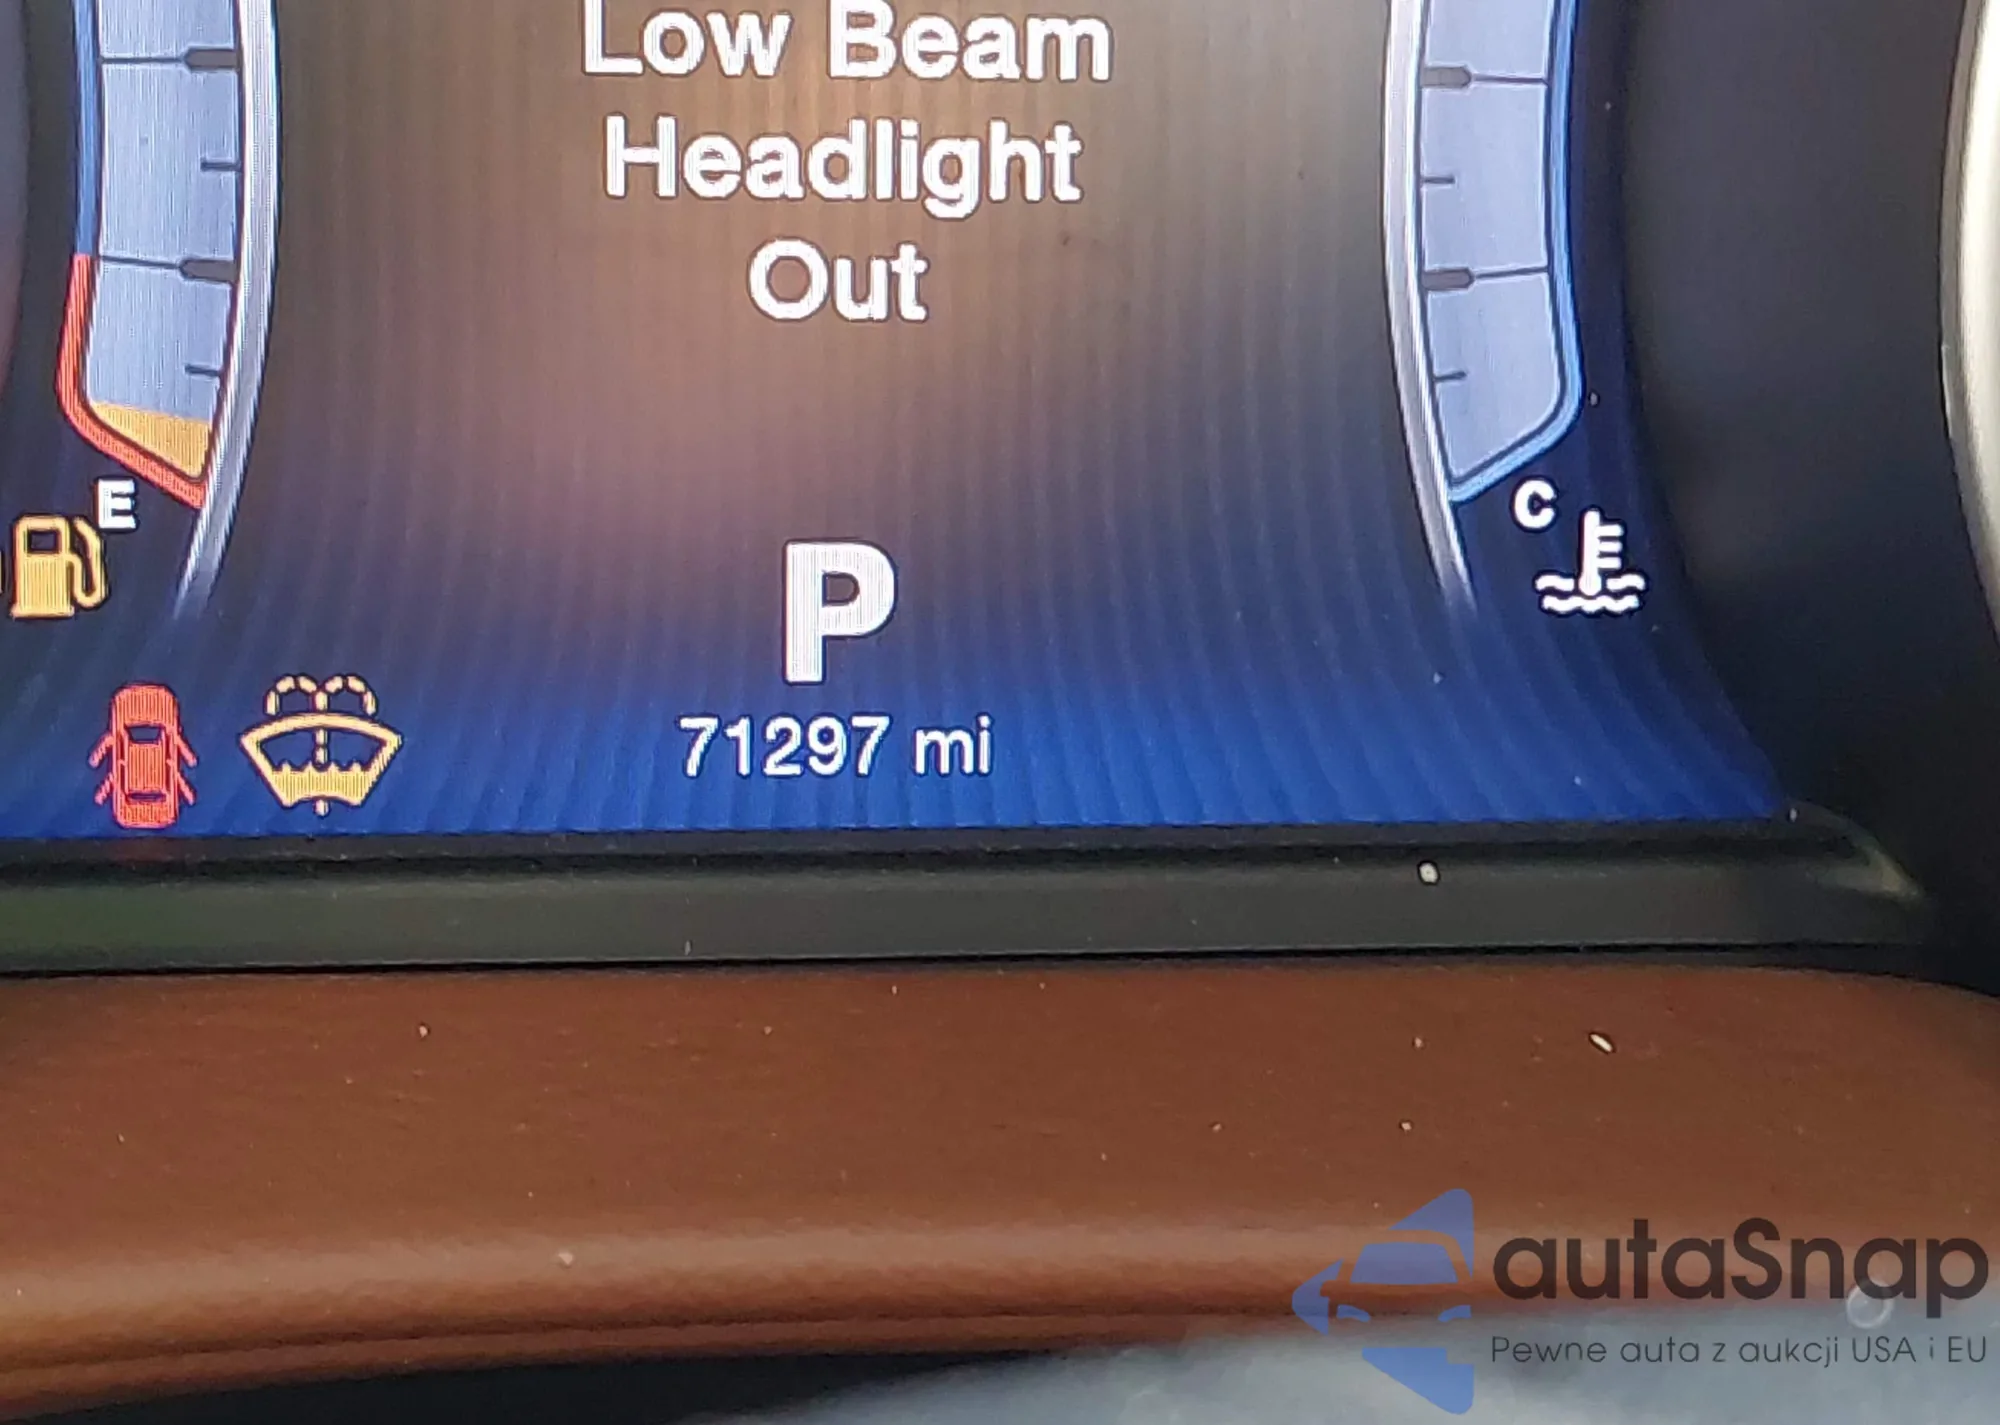 Low Beam
Headlight
Out
E
C
P
71297 mi
autaSnap
Pewne auta z aukcji USA i EU